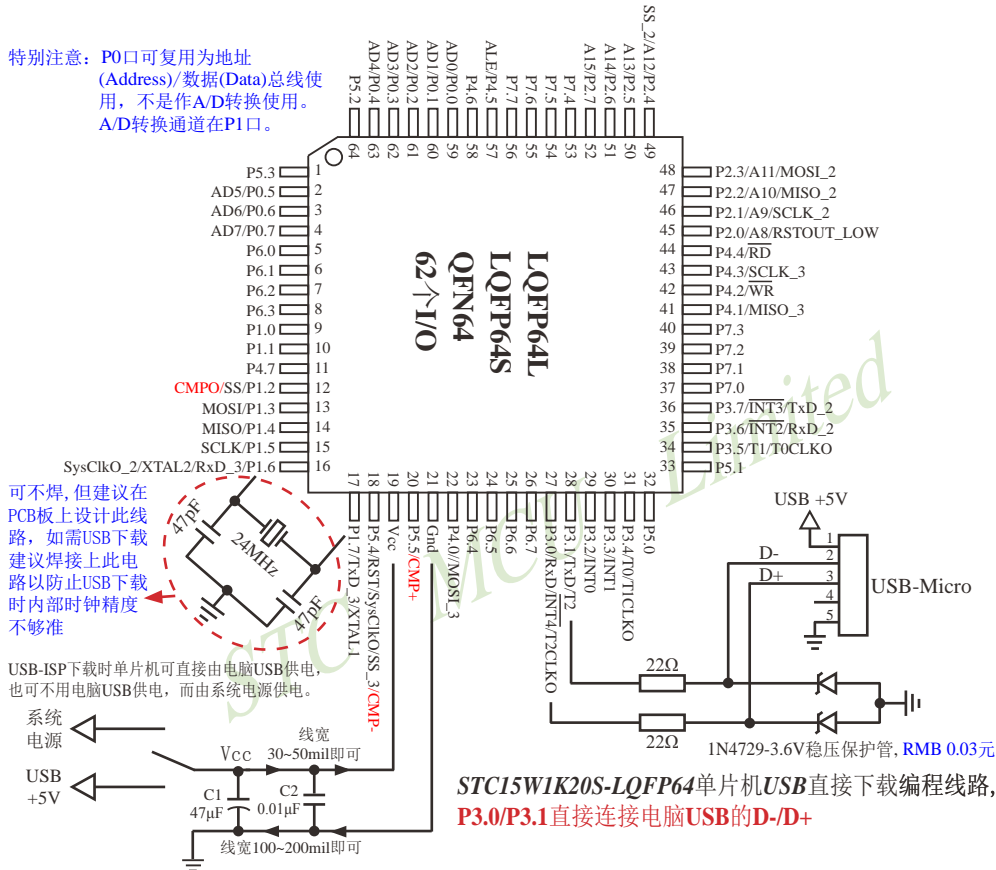 特别注意：P0口可复用为地址
(Address)/数据(Data)总线使
用，不是作A/D转换使用。
A/D转换通道在P1口。
P5.2
AD4/P0.4
AD3/P0.3
AD2/P0.2
AD1/P0.1
AD0/P0.0
P4.6
ALE/P4.5
P7.7
P7.6
P7.5
P7.4
A15/P2.7
A14/P2.6
A13/P2.5
SS_2/A12/P2.4
64
63
62
61
60
59
58
57
56
55
54
53
52
51
50
49
P5.3 1
AD5/P0.5 2
AD6/P0.6 3
AD7/P0.7 4
P6.0 5
P6.1 6
P6.2 7
P6.3 8
P1.0 9
P1.1 10
P4.7 11
CMPO/SS/P1.2 12
MOSI/P1.3 13
MISO/P1.4 14
SCLK/P1.5 15
SysClkO_2/XTAL2/RxD_3/P1.6 16
LQFP64L
LQFP64S
QFN64
62个I/O
48 P2.3/A11/MOSI_2
47 P2.2/A10/MISO_2
46 P2.1/A9/SCLK_2
45 P2.0/A8/RSTOUT_LOW
44 P4.4/RD
43 P4.3/SCLK_3
42 P4.2/WR
41 P4.1/MISO_3
40 P7.3
39 P7.2
38 P7.1
37 P7.0
36 P3.7/INT3/TxD_2
35 P3.6/INT2/RxD_2
34 P3.5/T1/T0CLKO
33 P5.1
17 P1.7/TxD_3/XTAL1
18 P5.4/RST/SysClkO/SS_3/CMP-
19 Vcc
20 P5.5/CMP+
21 Gnd
22 P4.0//MOSI_3
23 P6.4
24 P6.5
25 P6.6
26 P6.7
27 P3.0/RxD/INT4/T2CLKO
28 P3.1/TxD/T2
29 P3.2/INT0
30 P3.3/INT1
31 P3.4/T0/T1CLKO
32 P5.0
可不焊,但建议在
PCB板上设计此线
路，如需USB下载
建议焊接上此电
路以防止USB下载
时内部时钟精度
不够准
47pF
24MHz
47pF
STC MCU Limited
USB +5V
D-
D+
1
2
3
4
5
USB-Micro
22Ω
22Ω
1N4729-3.6V稳压保护管, RMB 0.03元
USB-ISP下载时单片机可直接由电脑USB供电,
也可不用电脑USB供电，而由系统电源供电。
系统
电源
USB
+5V
Vcc
线宽
30~50mil即可
C1
47μF
C2
0.01μF
线宽100~200mil即可
STC15W1K20S-LQFP64单片机USB直接下载编程线路,
P3.0/P3.1直接连接电脑USB的D-/D+